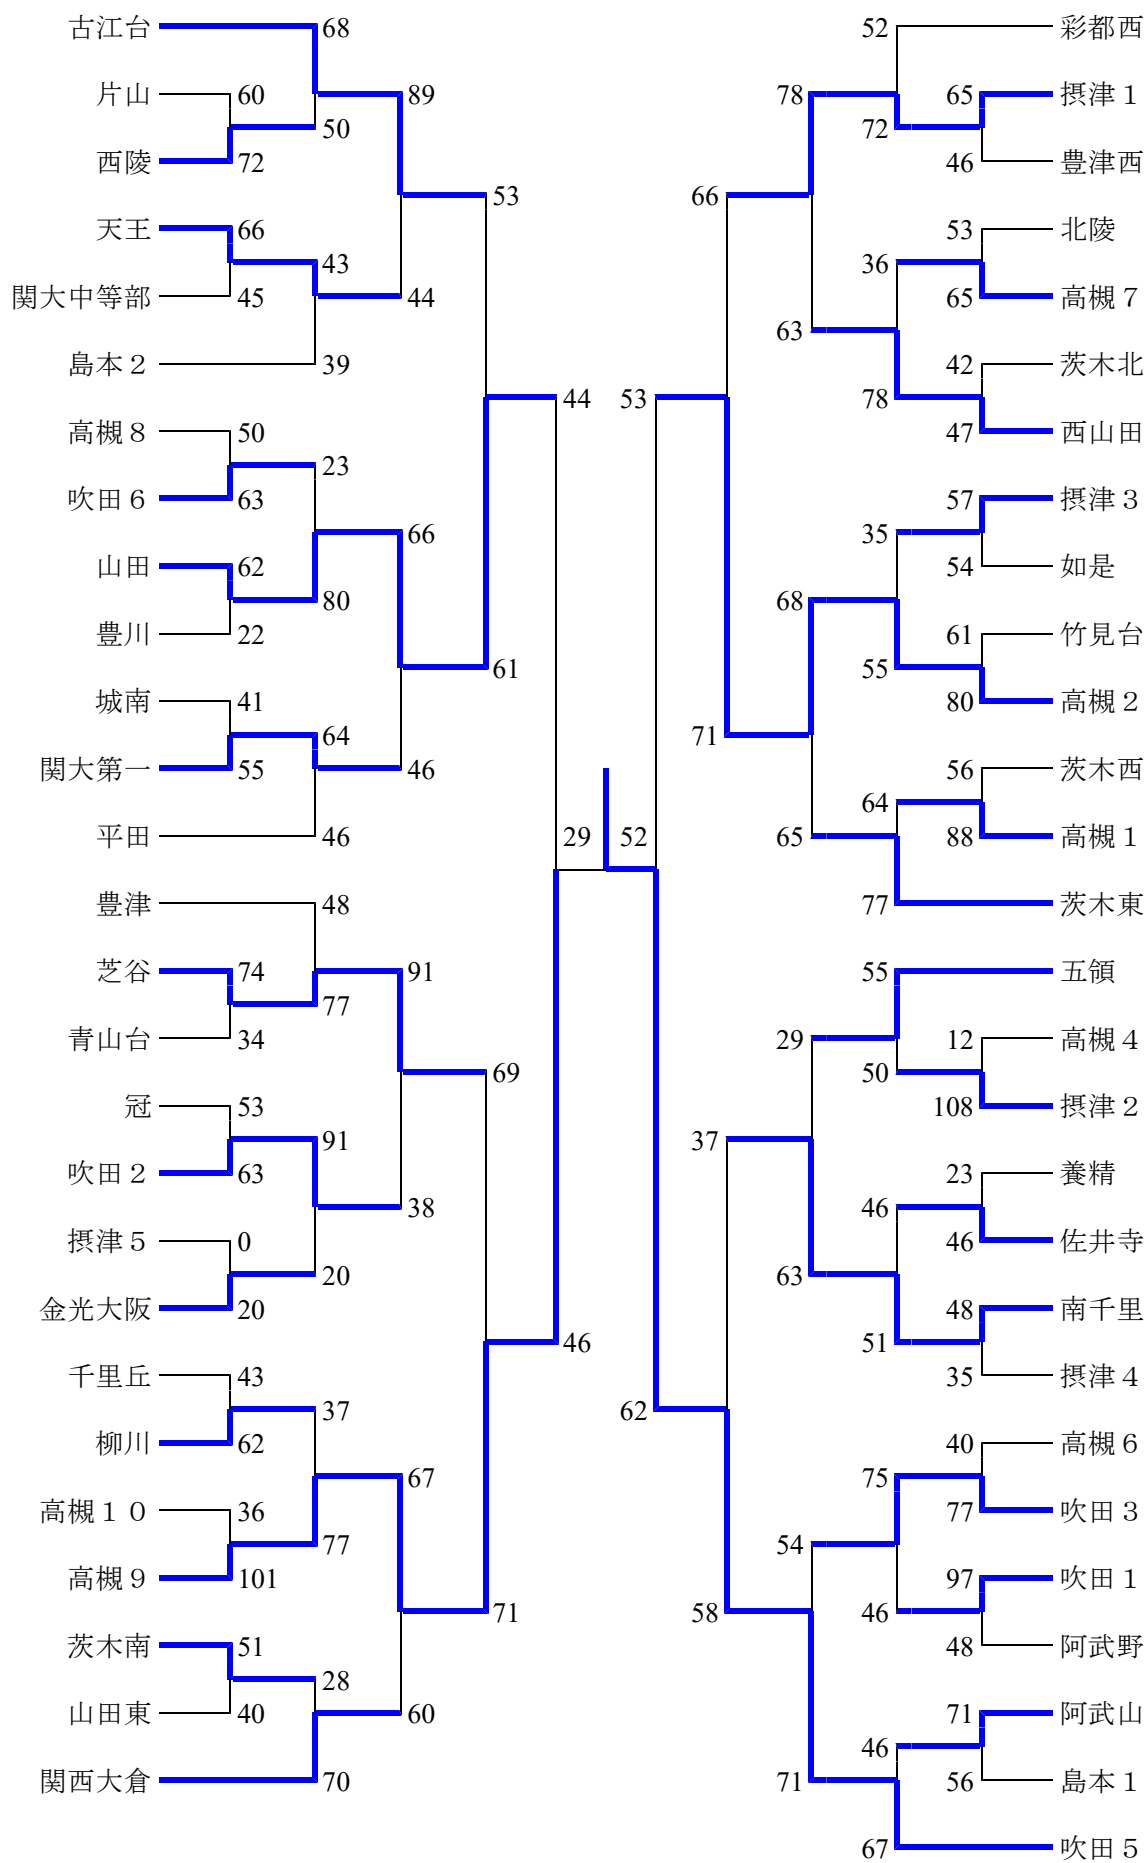 古江台 68 52 彩都西
片山 60 89 78 65 摂津１
50 72
西陵 72 46 豊津西
53 66
天王 66 53 北陵
43 36
関大中等部 45 44 65 高槻７
63
島本２ 39 42 茨木北
44 53 78
高槻８ 50 47 西山田
23
吹田６ 63 57 摂津３
66 35
山田 62 54 如是
80 68
豊川 22 61 竹見台
61 55
城南 41 80 高槻２
64 71
関大第一 55 46 56 茨木西
64
平田 46 29 52 65 88 高槻１
豊津 48 77 茨木東
芝谷 74 91 55 五領
77
青山台 34 29 12 高槻４
69 50
冠 53 108 摂津２
91 37
吹田２ 63 23 養精
38 46
摂津５ 0 46 佐井寺
20 63
金光大阪 20 48 南千里
46 51
千里丘 43 35 摂津４
37 62
柳川 62 40 高槻６
67 75
高槻１０ 36 77 吹田３
77 54
高槻９ 101 97 吹田１
71 58 46
茨木南 51 48 阿武野
28
山田東 40 60 71 阿武山
46
関西大倉 70 71 56 島本１
67 吹田５